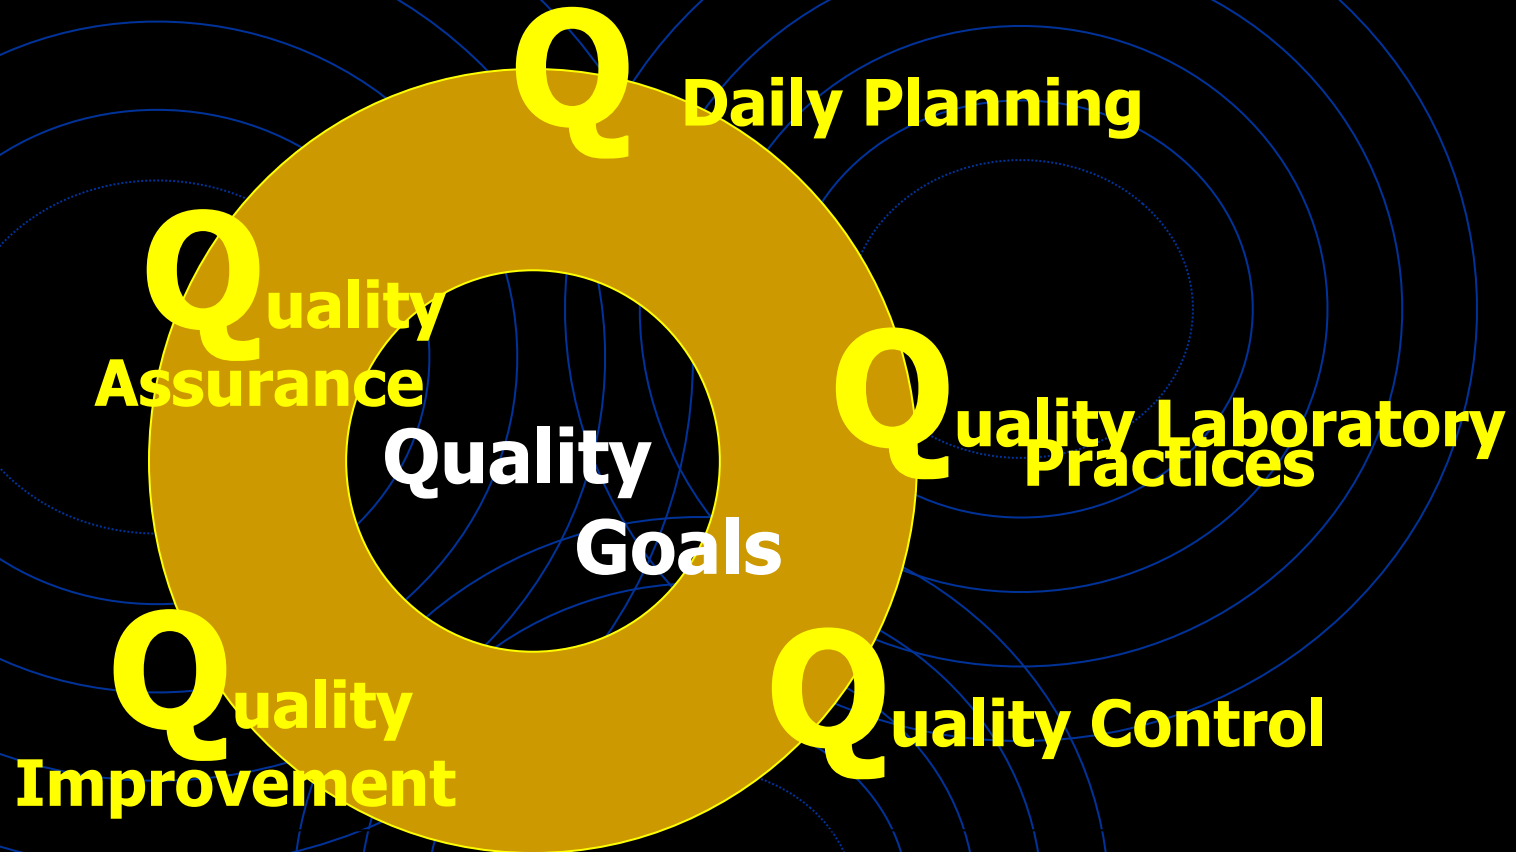 Q Daily Planning
Quality Laboratory
Practices
Quality Control
Quality
Improvement
Quality
Assurance
Quality
Goals